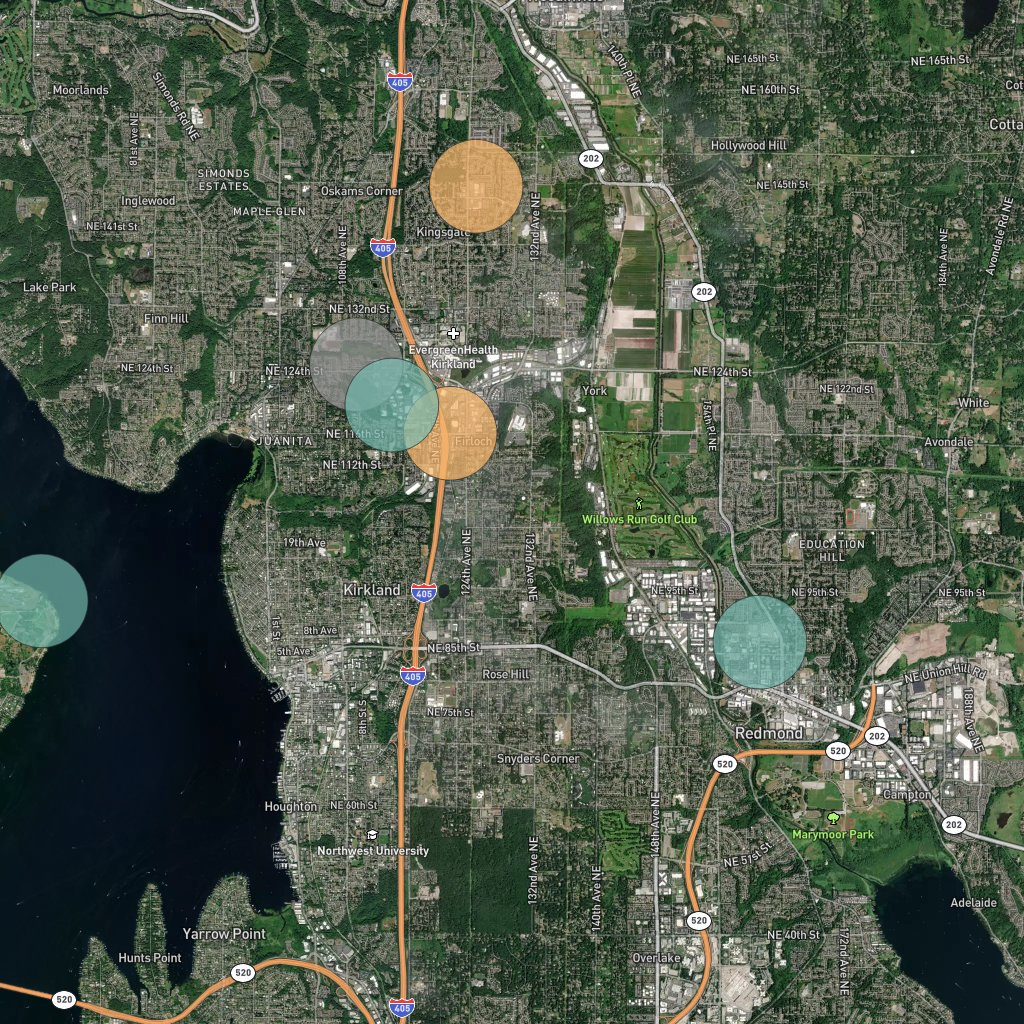 140th Pl NE
NE 165th St
NE 165th St
Moorlands
405
NE 160th St
Simonds Rd NE
81st Ave NE
Cotta
Hollywood Hill
202
SIMONDS
ESTATES
Oskams Corner
NE 145th St
Inglewood
MAPLE GLEN
132nd Ave NE
NE 141st St
Kingsgate
405
108th Ave NE
184th Ave NE
Avondale Rd NE
Lake Park
202
NE 132nd St
Finn Hill
EvergreenHealth
Kirkland
NE 124th St
NE 124th St
NE 124th St
NE 122nd St
York
White
154th Pl NE
JUANITA
NE 116th St
Firloch
Avondale
NE 112th St
Willows Run Golf Club
19th Ave
EDUCATION
HILL
124th Ave NE
132nd Ave NE
Kirkland
405
NE 95th St
NE 95th St
NE 95th St
1st St
8th Ave
5th Ave
NE 85th St
405
Rose Hill
NE Union Hill Rd
8th St S
NE 75th St
188th Ave NE
Redmond
202
520
520
Snyders Corner
Houghton
NE 60th St
148th Ave NE
Campton
202
Marymoor Park
Northwest University
NE 51st St
132nd Ave NE
140th Ave NE
Adelaide
520
Yarrow Point
NE 40th St
172nd Ave NE
Hunts Point
520
Overlake
520
405